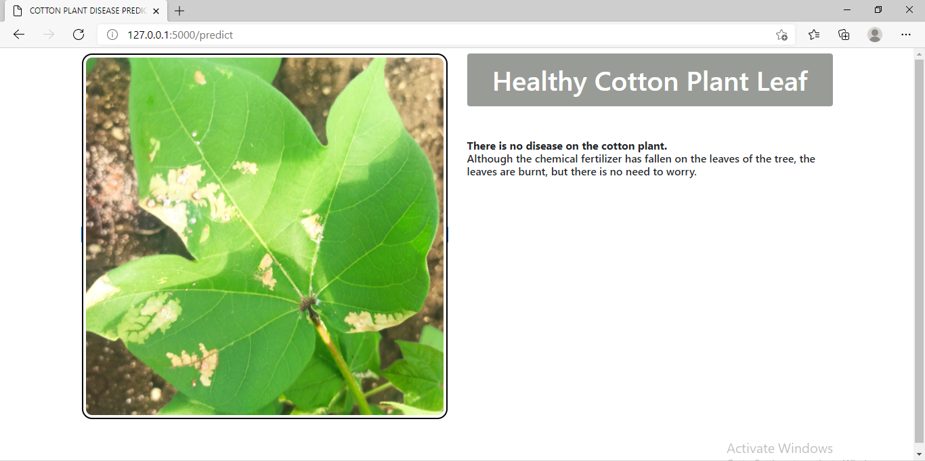 COTTON PLANT DISEASE PREDIC
127.0.0.1:5000/predict
Healthy Cotton Plant Leaf
There is no disease on the cotton plant.
Although the chemical fertilizer has fallen on the leaves of the tree, the
leaves are burnt, but there is no need to worry.
Activate Windows